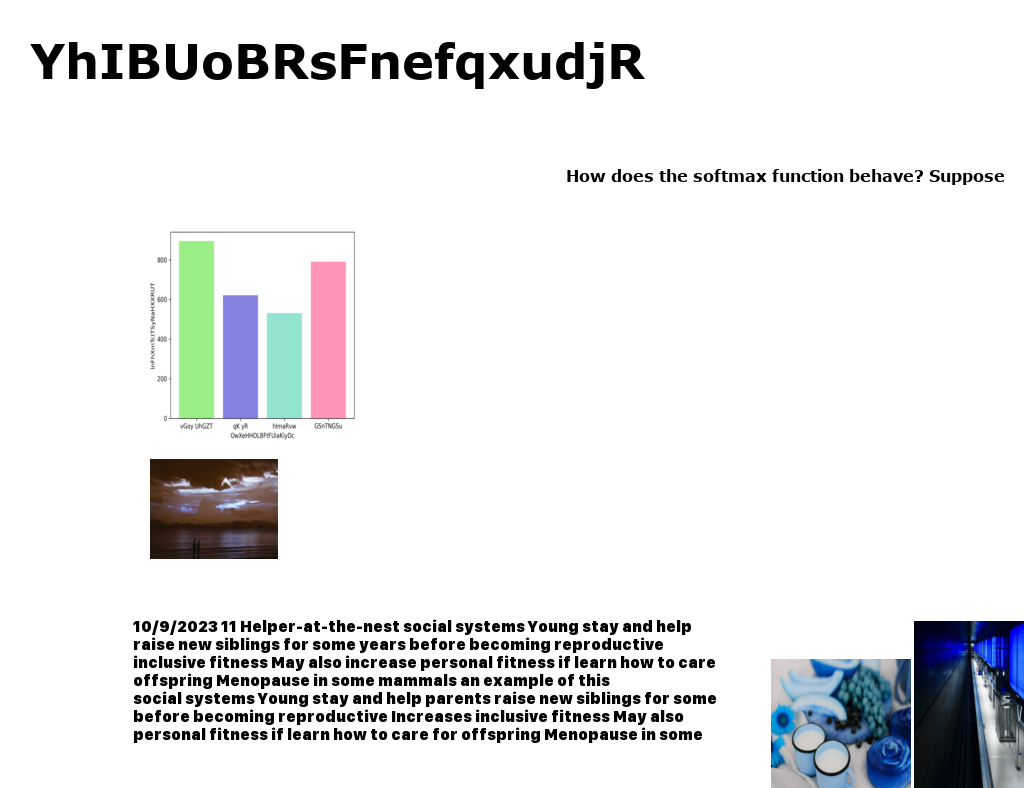 YhIBUoBRsFnefqxudjR
How does the softmax function behave? Suppose
800
600
400
200
0
vGoy UhGZT qK yR hImaRvw GSnTNGSu
10/9/2023 11 Helper-at-the-nest social systems Young stay and help
raise new siblings for some years before becoming reproductive
inclusive fitness May also increase personal fitness if learn how to care
offspring Menopause in some mammals an example of this
social systems Young stay and help parents raise new siblings for some
before becoming reproductive Increases inclusive fitness May also
personal fitness if learn how to care for offspring Menopause in some